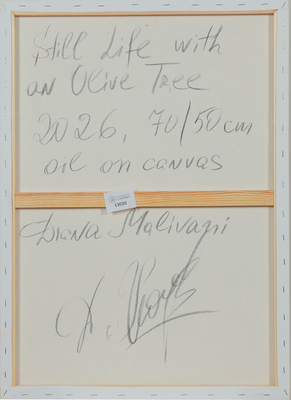 Still Life with
an Olive Tree
2026, 70/50cm
oil on canvas
Diana Malivani